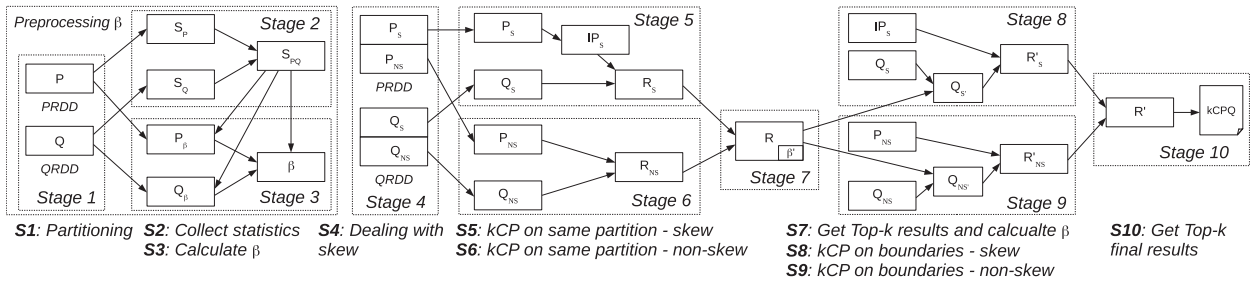 Preprocessing β
Stage 2
S_P
P
S_PQ
PRDD
S_Q
Q
P_β
β
QRDD
Q_β
Stage 1
Stage 3
P_S
P_NS
PRDD
Q_S
Q_NS
QRDD
Stage 4
Stage 5
P_S
IP_S
Q_S
R_S
P_NS
R_NS
Q_NS
Stage 6
R
β'
Stage 7
Stage 8
IP_S
Q_S
R'_S
Q_S'
P_NS
R'_NS
Q_NS'
Q_NS
Stage 9
R'
kCPQ
Stage 10
S1: Partitioning
S2: Collect statistics
S3: Calculate β
S4: Dealing with
skew
S5: kCP on same partition - skew
S6: kCP on same partition - non-skew
S7: Get Top-k results and calcualte β
S8: kCP on boundaries - skew
S9: kCP on boundaries - non-skew
S10: Get Top-k
final results